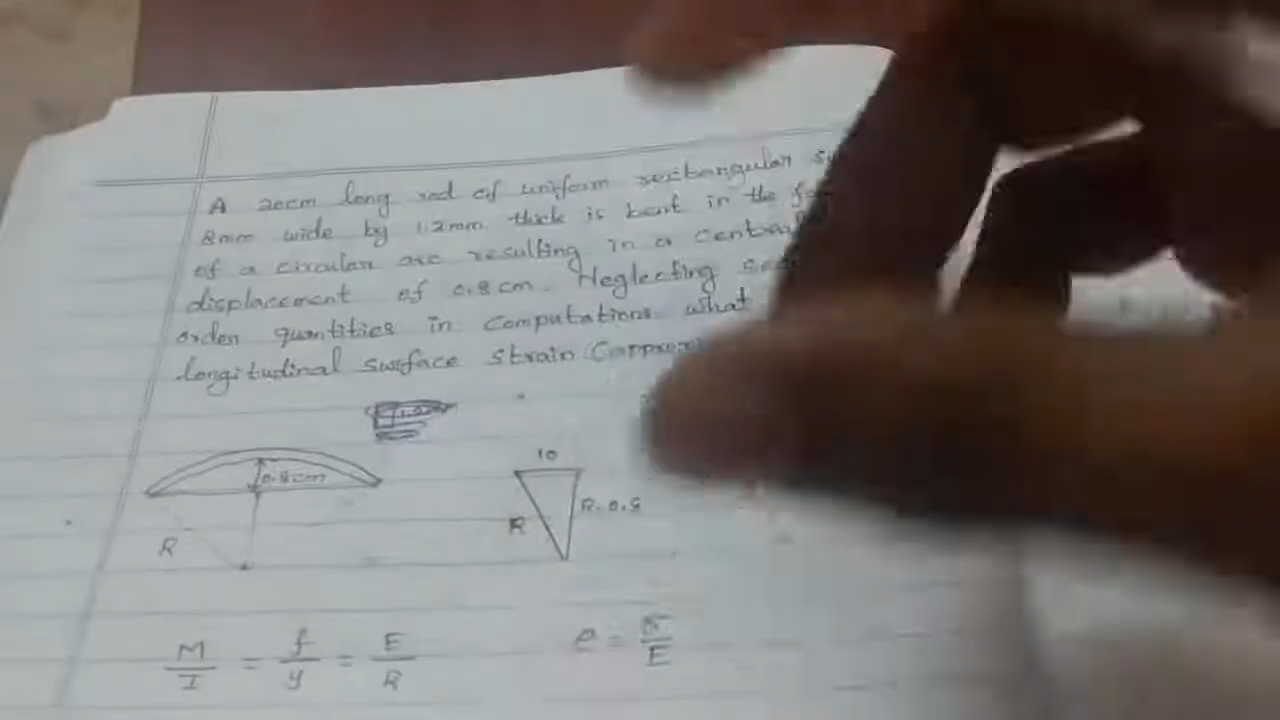 A 20cm long rod of uniform rectangular
8mm wide by 1.2mm thick is bent in the
of a circular arc resulting in a central
displacement of 0.8cm. Neglecting
order quantities in computations what
longitudinal surface strain
0.8cm
10
R
R-0.8
R
M/I = f/y = E/R
e = σ/E